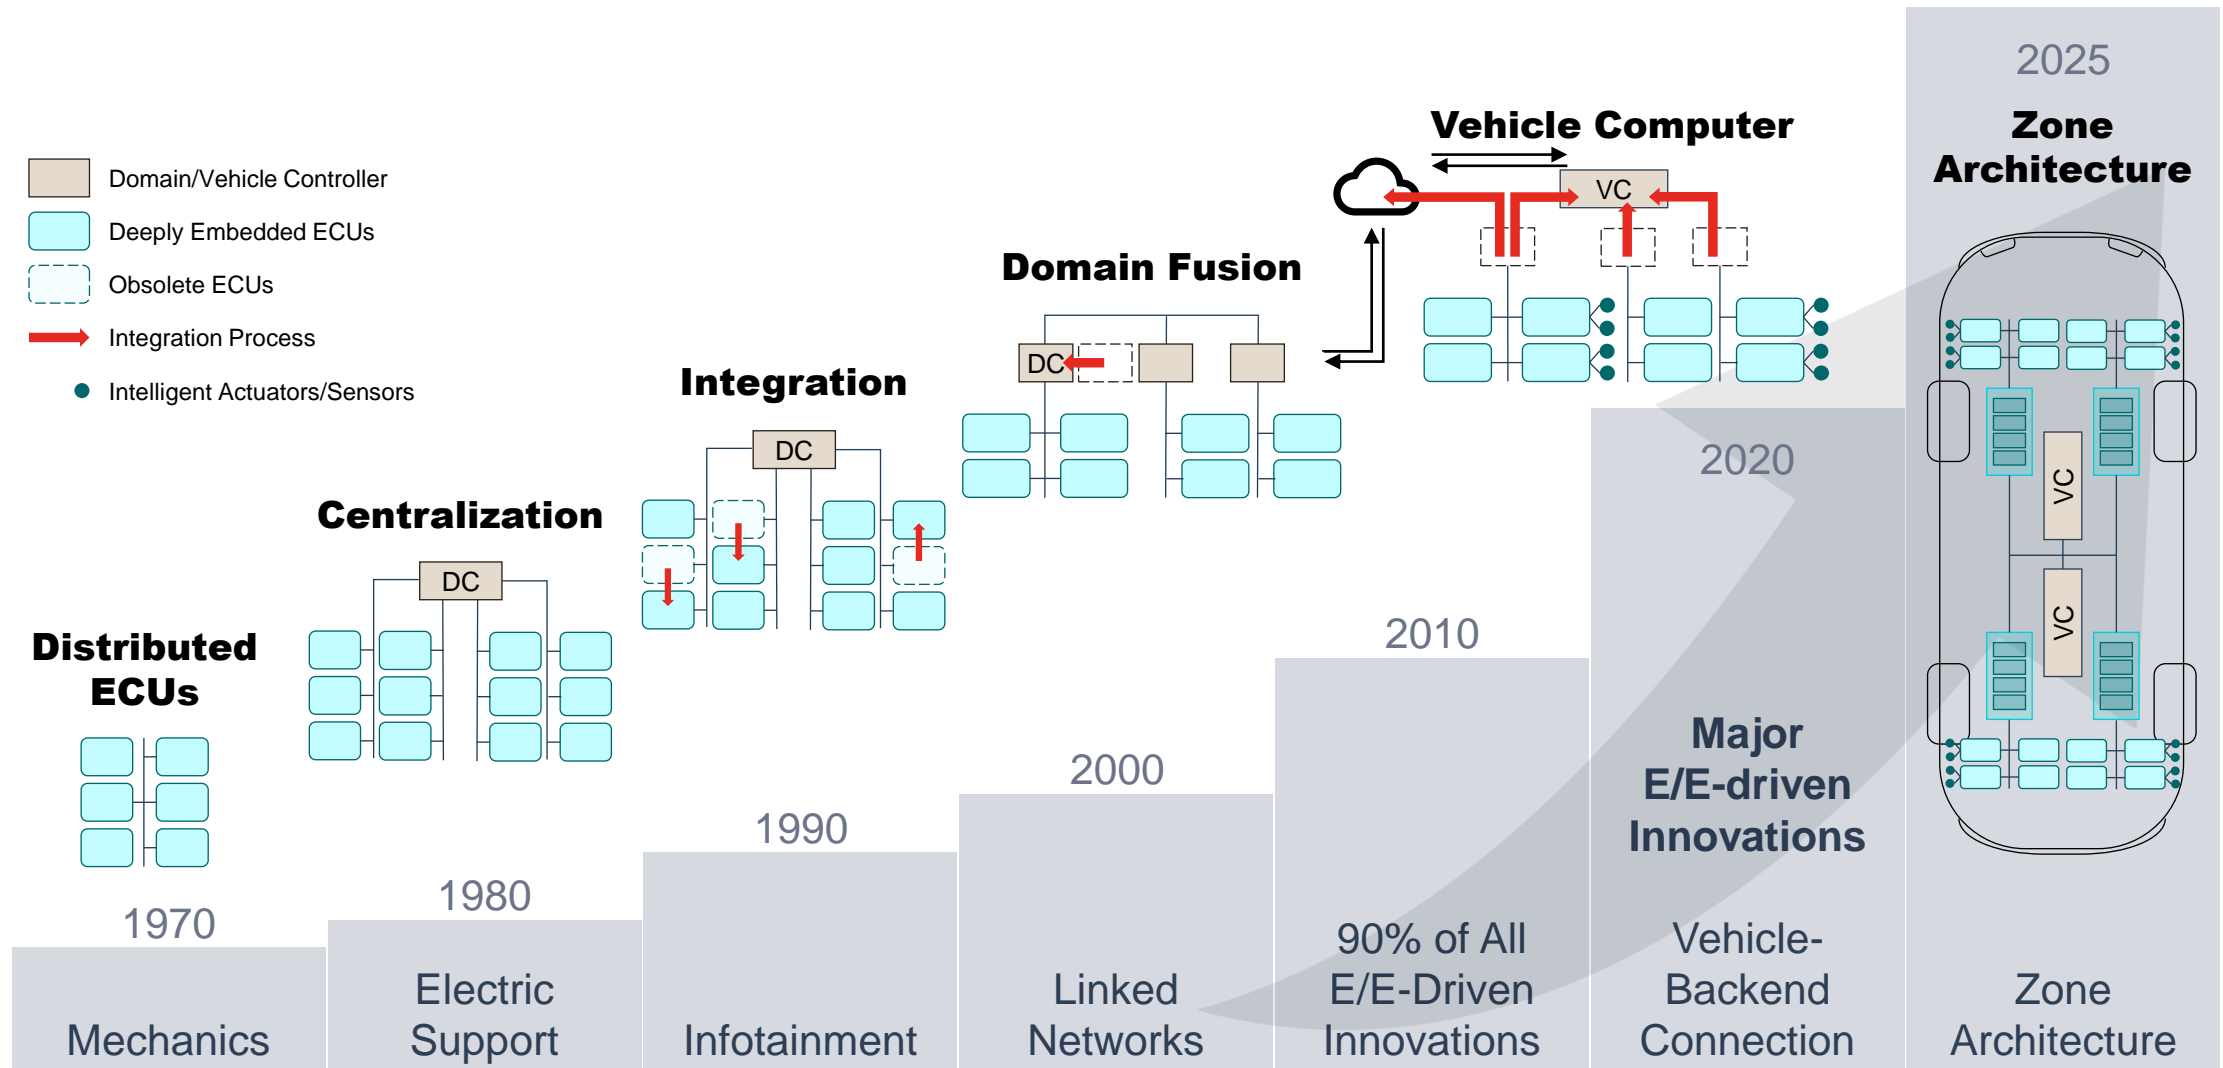 Domain/Vehicle Controller
Deeply Embedded ECUs
Obsolete ECUs
Integration Process
Intelligent Actuators/Sensors
Distributed
ECUs
1970
Mechanics
Centralization
DC
1980
Electric
Support
Integration
DC
1990
Infotainment
Domain Fusion
DC
2000
Linked
Networks
2010
90% of All
E/E-Driven
Innovations
Vehicle Computer
VC
2020
Major
E/E-driven
Innovations
Vehicle-
Backend
Connection
2025
Zone
Architecture
VC
VC
Zone
Architecture